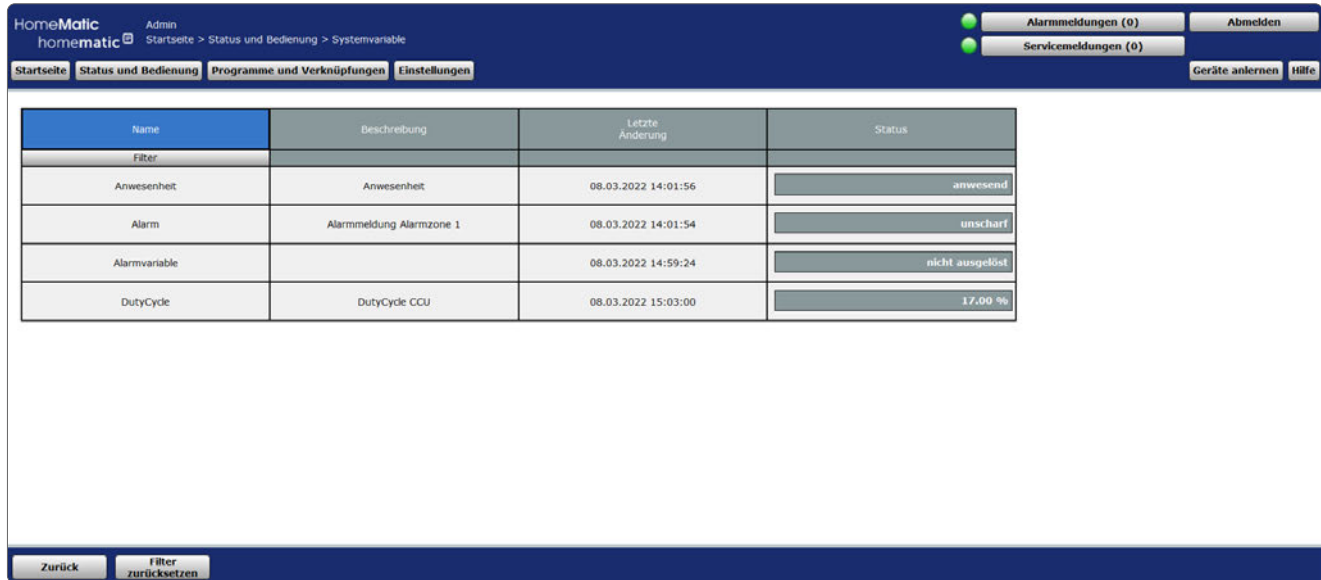 HomeMatic
homematic IP
Admin
Startseite > Status und Bedienung > Systemvariable
Alarmmeldungen (0)
Abmelden
Servicemeldungen (0)
Startseite
Status und Bedienung
Programme und Verknüpfungen
Einstellungen
Geräte anlernen
Hilfe
Name
Beschreibung
Letzte
Änderung
Status
Filter
Anwesenheit
Anwesenheit
08.03.2022 14:01:56
anwesend
Alarm
Alarmmeldung Alarmzone 1
08.03.2022 14:01:54
unscharf
Alarmvariable
08.03.2022 14:59:24
nicht ausgelöst
DutyCycle
DutyCycle CCU
08.03.2022 15:03:00
17.00 %
Zurück
Filter
zurücksetzen